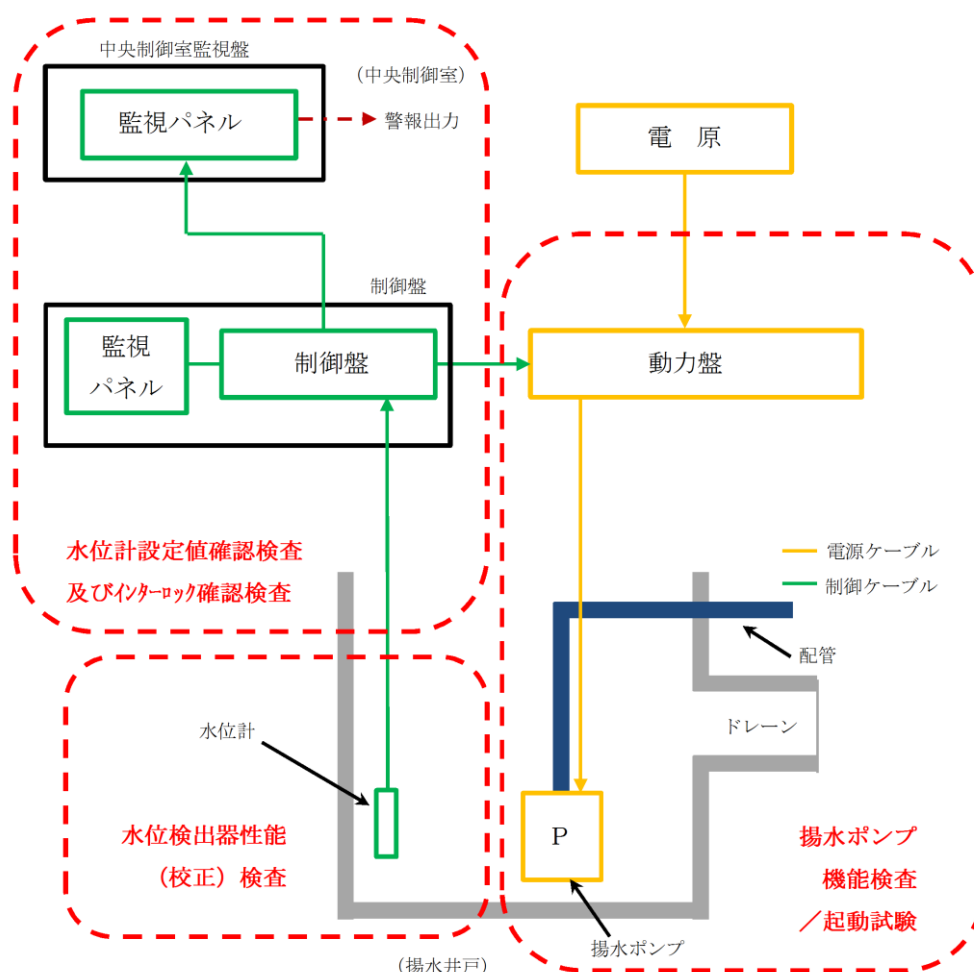 中央制御室監視盤
（中央制御室）
監視パネル
警報出力
電　原
制御盤
監視
パネル
制御盤
動力盤
水位計設定値確認検査
及びｲﾝﾀｰﾛｯｸ確認検査
電源ケーブル
制御ケーブル
配管
水位計
ドレーン
水位検出器性能
（校正）検査
P
揚水ポンプ
機能検査
／起動試験
揚水ポンプ
（揚水井戸）